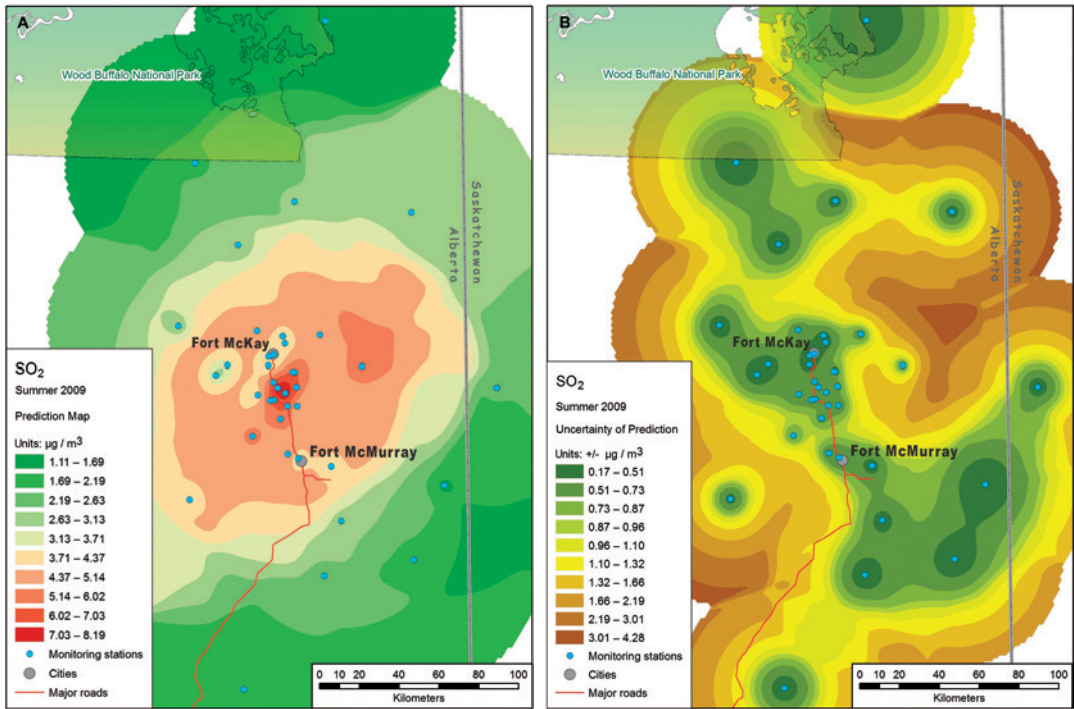 A
Wood Buffalo National Park
Saskatchewan
Alberta
Fort McKay
Fort McMurray
SO2
Summer 2009
Prediction Map
Units: µg / m3
1.11 – 1.69
1.69 – 2.19
2.19 – 2.63
2.63 – 3.13
3.13 – 3.71
3.71 – 4.37
4.37 – 5.14
5.14 – 6.02
6.02 – 7.03
7.03 – 8.19
Monitoring stations
Cities
Major roads
0 10 20 40 60 80 100
Kilometers
B
Wood Buffalo National Park
Saskatchewan
Alberta
Fort McKay
Fort McMurray
SO2
Summer 2009
Uncertainty of Prediction
Units: +/- µg / m3
0.17 – 0.51
0.51 – 0.73
0.73 – 0.87
0.87 – 0.96
0.96 – 1.10
1.10 – 1.32
1.32 – 1.66
1.66 – 2.19
2.19 – 3.01
3.01 – 4.28
Monitoring stations
Cities
Major roads
0 10 20 40 60 80 100
Kilometers